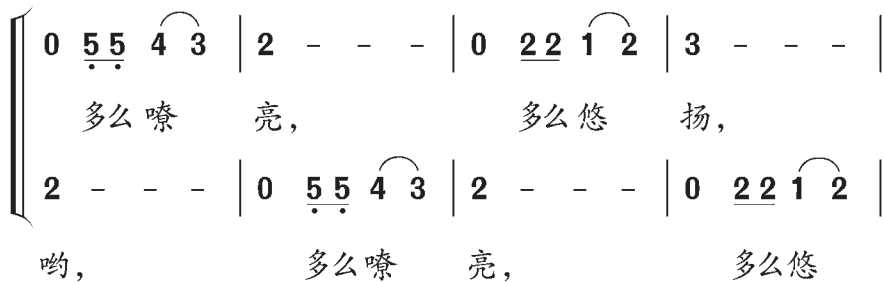 0 5 5 4 3 | 2 - - - | 0 2 2 1 2 | 3 - - - |
多么嘹 亮, 多么悠 扬,
2 - - - | 0 5 5 4 3 | 2 - - - | 0 2 2 1 2 |
哟, 多么嘹 亮, 多么悠